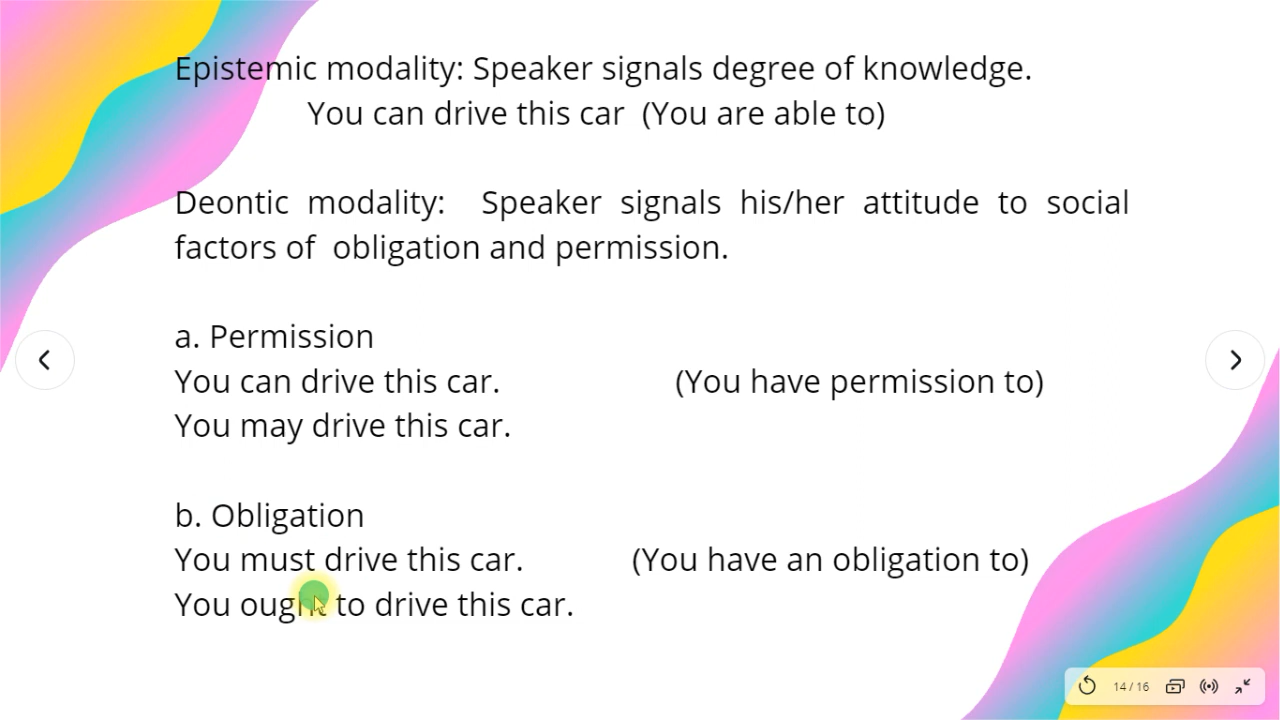 Epistemic modality: Speaker signals degree of knowledge.
You can drive this car (You are able to)
Deontic modality: Speaker signals his/her attitude to social
factors of obligation and permission.
a. Permission
You can drive this car. (You have permission to)
You may drive this car.
b. Obligation
You must drive this car. (You have an obligation to)
You ought to drive this car.
14 / 16